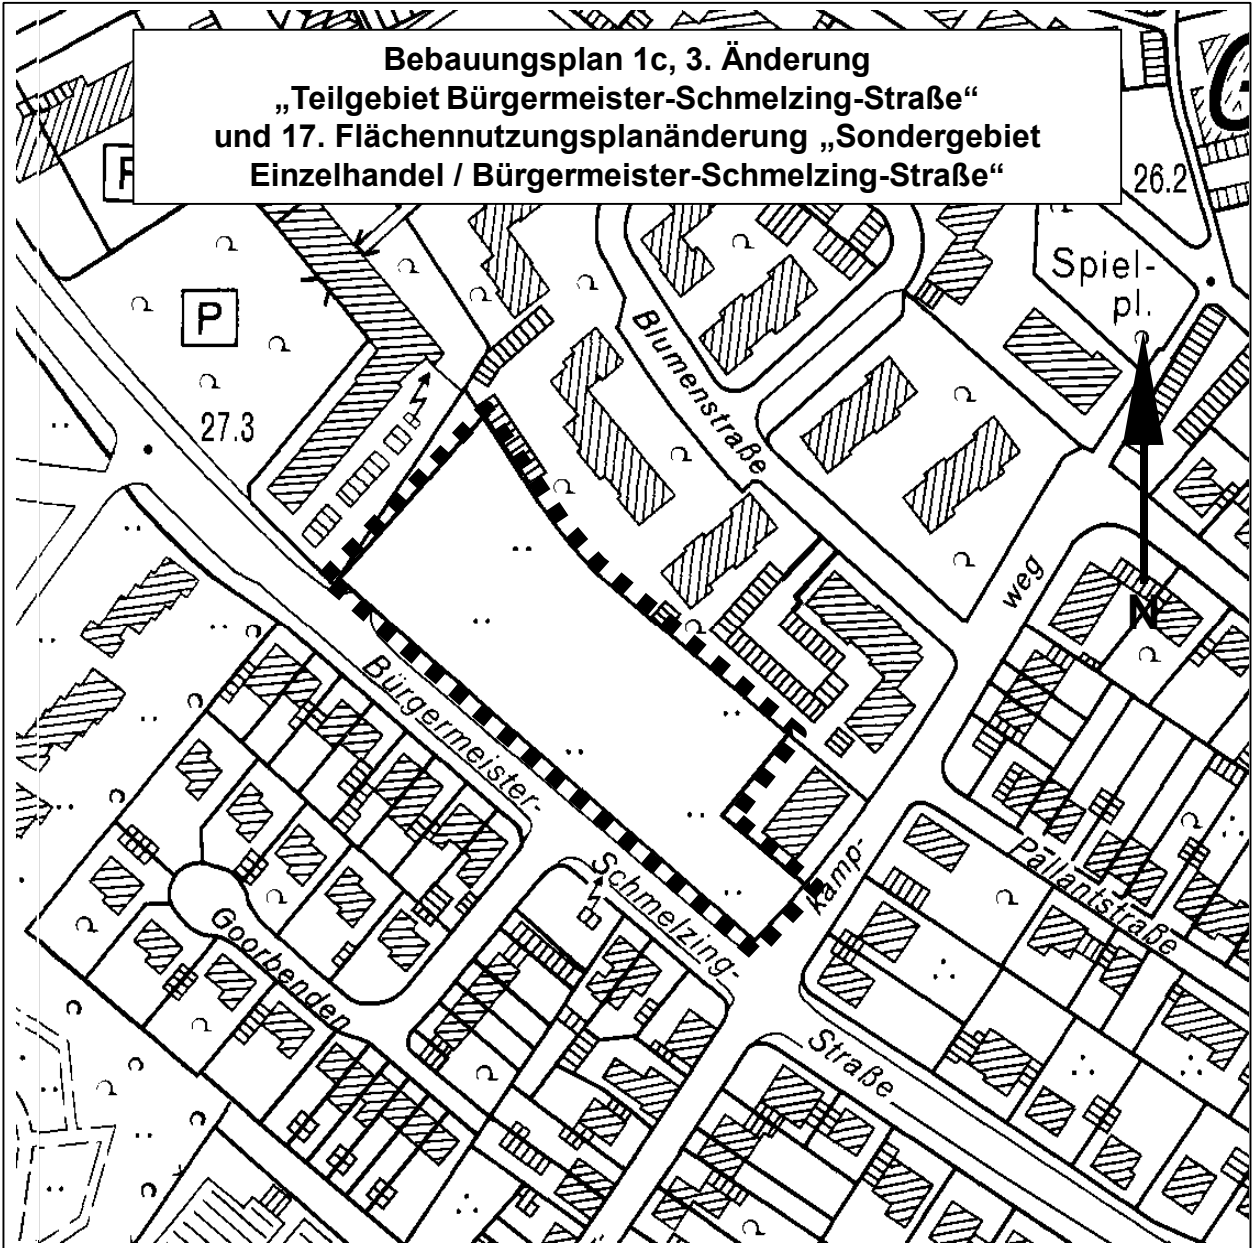 Bebauungsplan 1c, 3. Änderung
„Teilgebiet Bürgermeister-Schmelzing-Straße“
und 17. Flächennutzungsplanänderung „Sondergebiet
Einzelhandel / Bürgermeister-Schmelzing-Straße“
26.2
Spiel-
pl.
P
27.3
Blumenstraße
weg
N
Bürgermeister-
Schmelzing-
Straße
Kamp-
Pallantstraße
Goorbenden